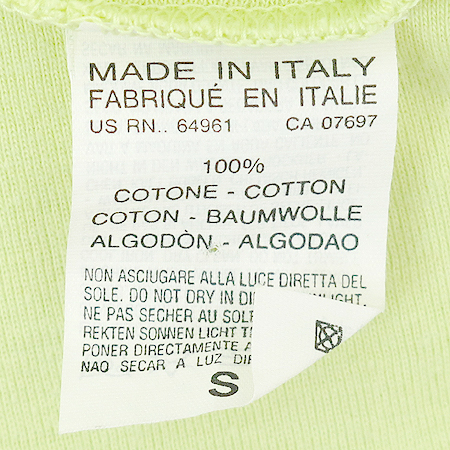 MADE IN ITALY
FABRIQUÉ EN ITALIE
US RN.. 64961 CA 07697
100%
COTONE - COTTON
COTON - BAUMWOLLE
ALGODÒN - ALGODAO
NON ASCIUGARE ALLA LUCE DIRETTA DEL
SOLE. DO NOT DRY IN DI
NE PAS SECHER AU SOLE
REKTEN SONNEN LICHT T
PONER DIRECTAMENTE A
NAO SECAR A LUZ DI
S